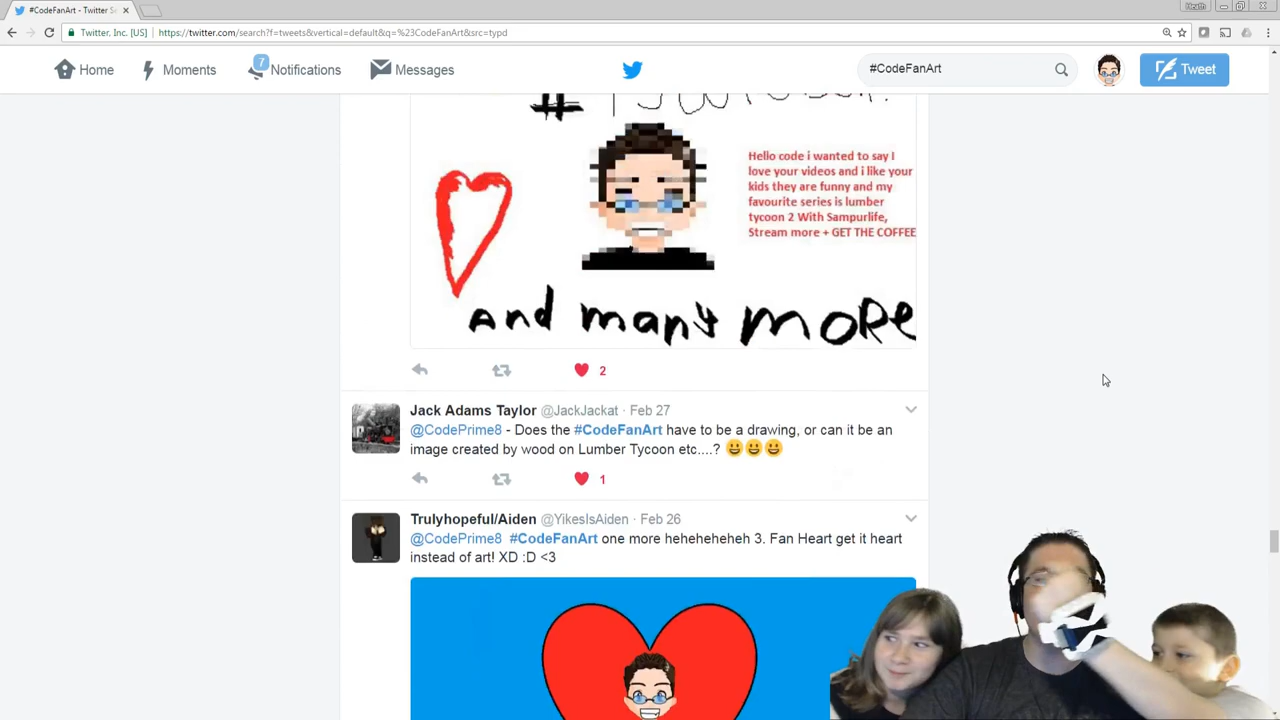 #CodeFanArt - Twitter Se
Heath
Twitter, Inc. [US]
https://twitter.com/search?f=tweets&vertical=default&q=%23CodeFanArt&src=typd
Home
Moments
7
Notifications
Messages
#CodeFanArt
Tweet
Hello code i wanted to say I
love your videos and i like your
kids they are funny and my
favourite series is lumber
tycoon 2 With Sampurlife,
Stream more + GET THE COFFEE
And many moRe
2
Jack Adams Taylor @JackJackat · Feb 27
@CodePrime8 - Does the #CodeFanArt have to be a drawing, or can it be an
image created by wood on Lumber Tycoon etc....? 😀😀😀
1
Trulyhopeful/Aiden @YikesIsAiden · Feb 26
@CodePrime8 #CodeFanArt one more heheheheheh 3. Fan Heart get it heart
instead of art! XD :D <3